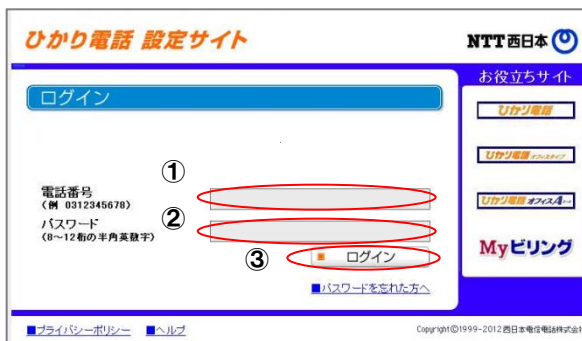 ひかり電話 設定サイト
NTT西日本
お役立ちサイト
ログイン
ひかり電話
①
ひかり電話 オフィスタイプ
電話番号
(例 0312345678)
②
ひかり電話 オフィスA
パスワード
(8～12桁の半角英数字)
③
ログイン
Myビリング
■パスワードを忘れた方へ
■プライバシーポリシー ■ヘルプ
Copyright©1999-2012 西日本電信電話株式会社